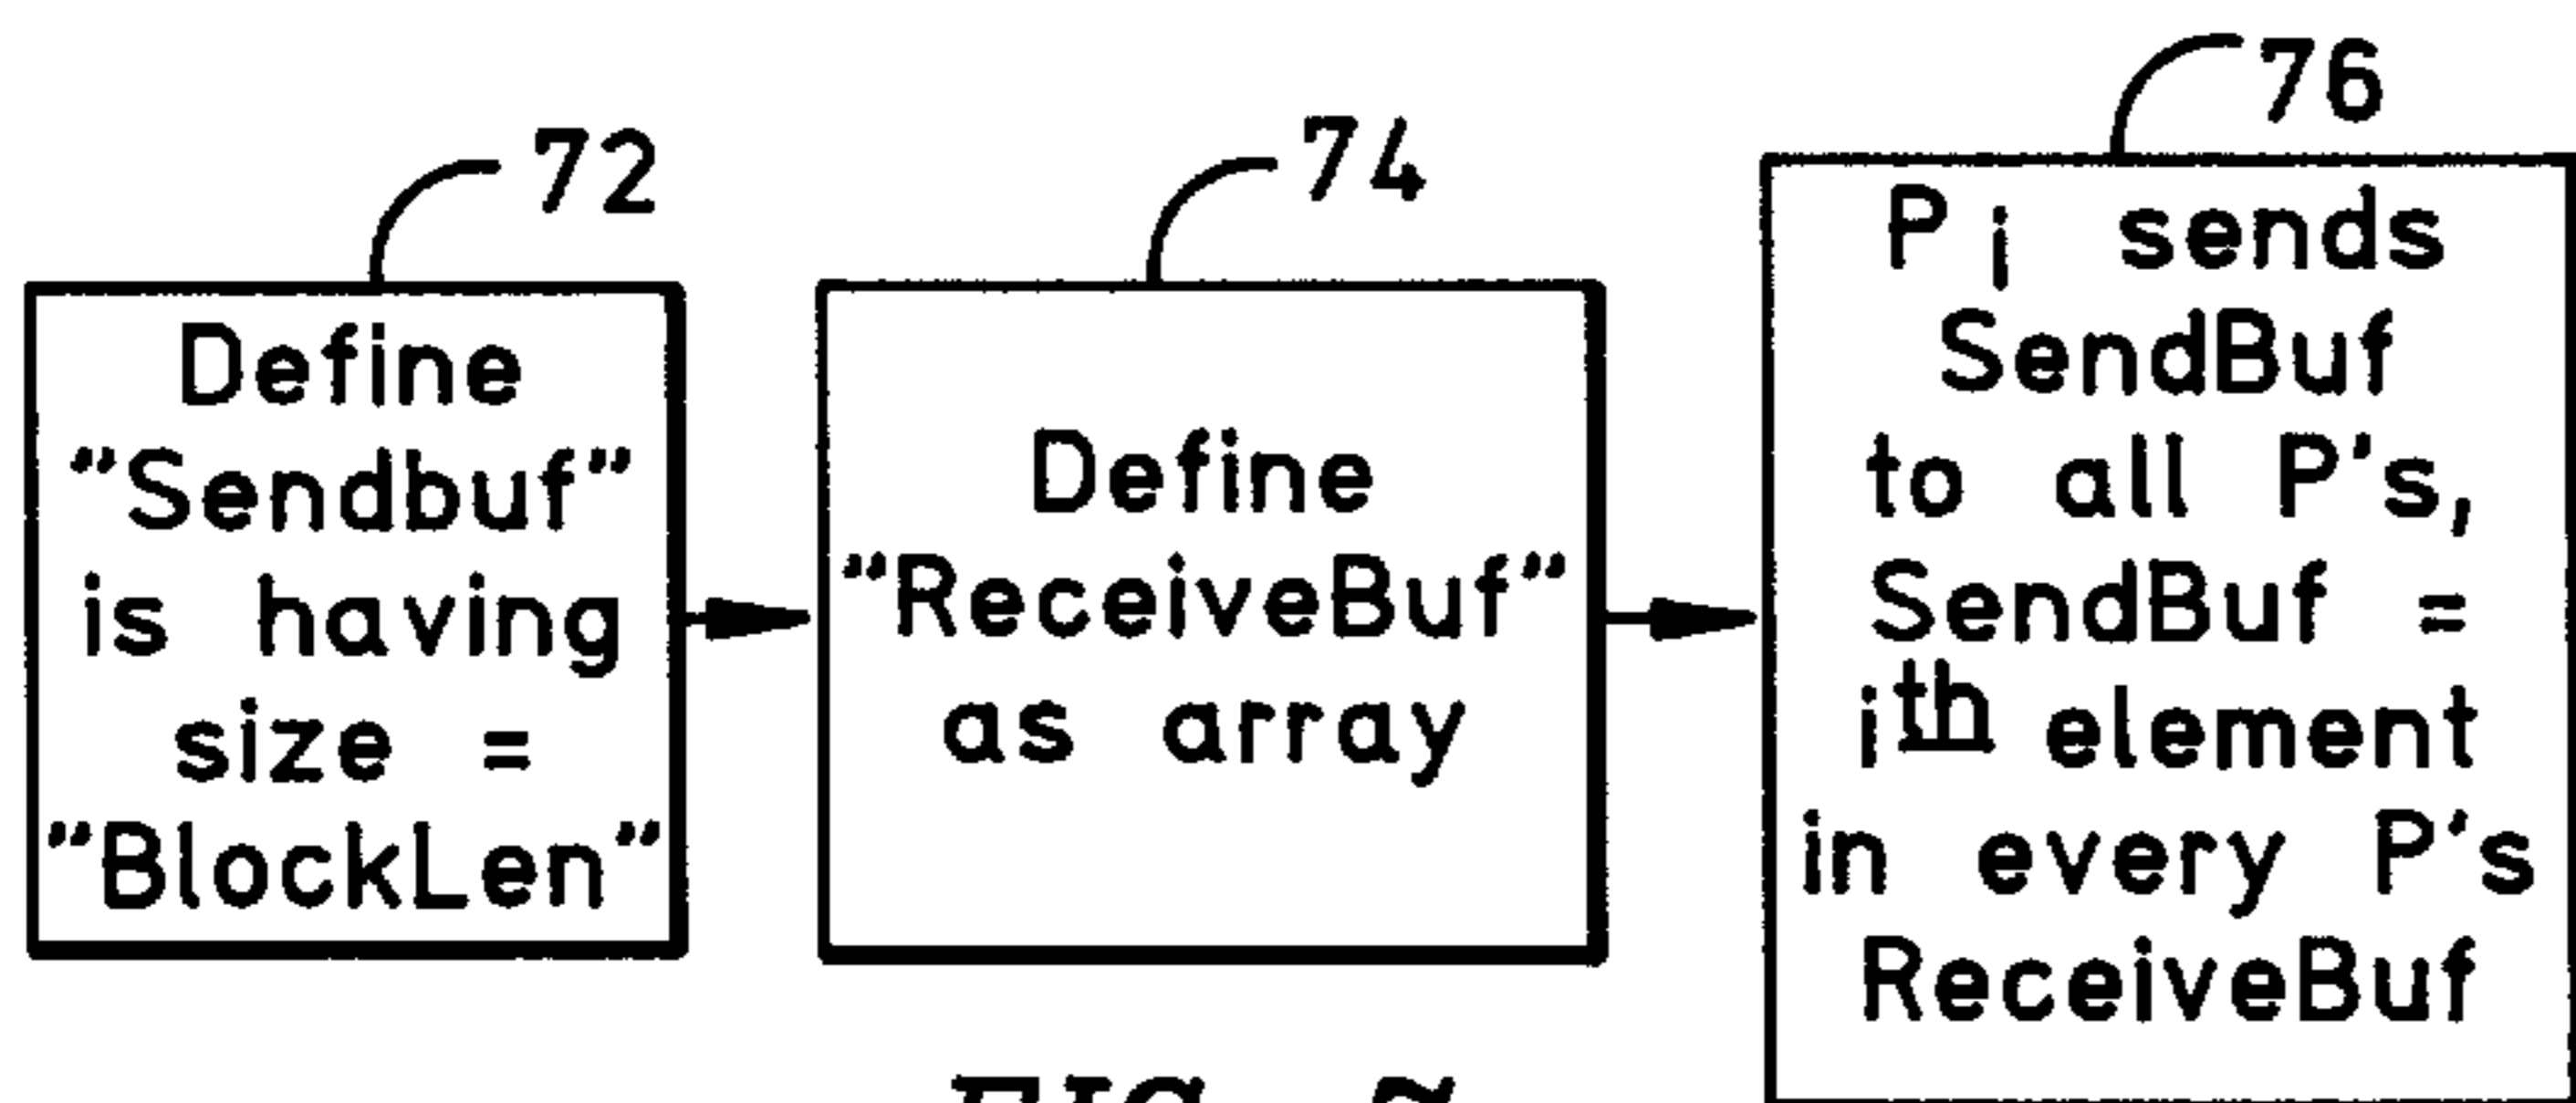 72
74
76
Define
"Sendbuf"
is having
size =
"BlockLen"
Define
"ReceiveBuf"
as array
P i sends
SendBuf
to all P's,
SendBuf =
ith element
in every P's
ReceiveBuf
FIG.